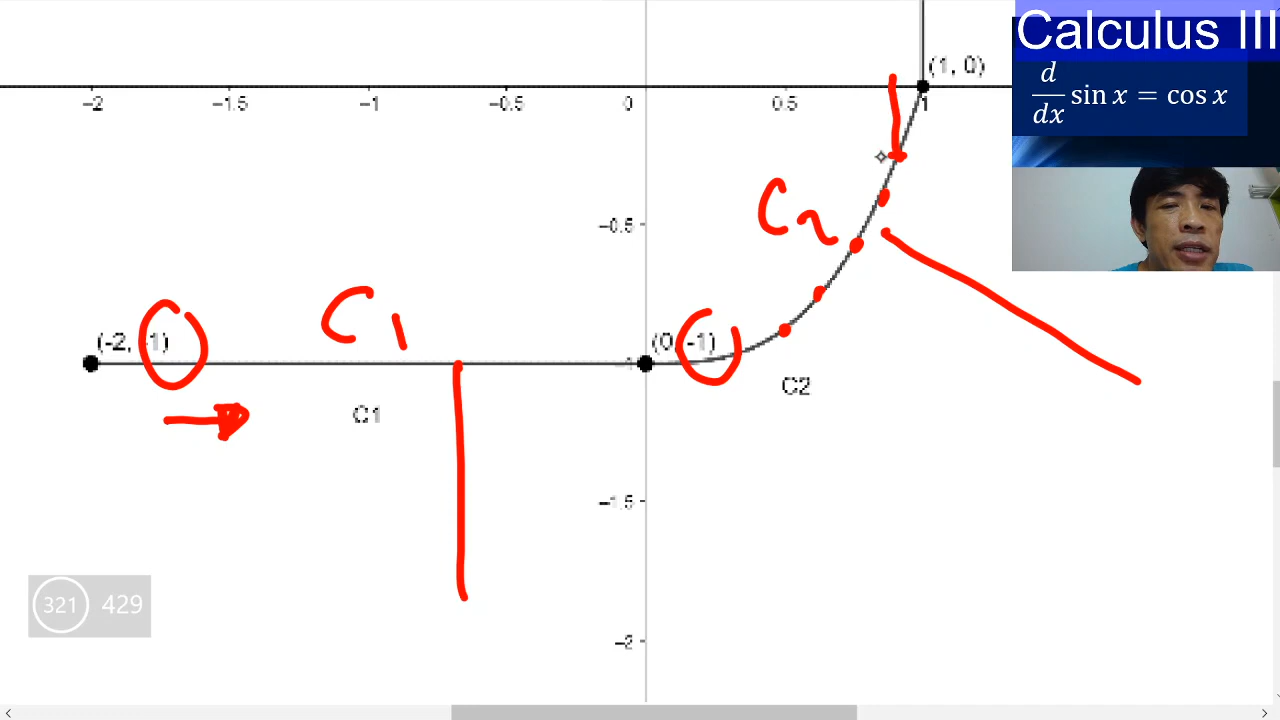 Calculus III
d/dx sin x = cos x
(1, 0)
-2 -1.5 -1 -0.5 0 0.5 1
C2
-0.5
C1
(-2, -1)
(0, -1)
-1
C2
C1
-1.5
321 429
-2